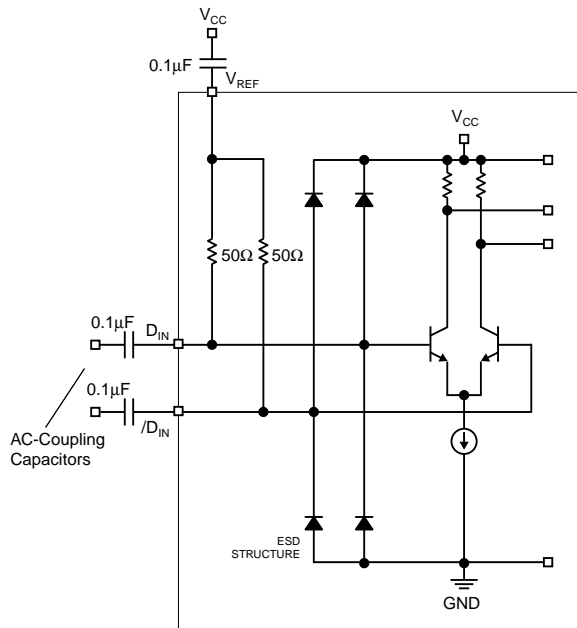 VCC
0.1μF
VREF
VCC
50Ω 50Ω
0.1μF
DIN
0.1μF
/DIN
AC-Coupling
Capacitors
ESD
STRUCTURE
GND